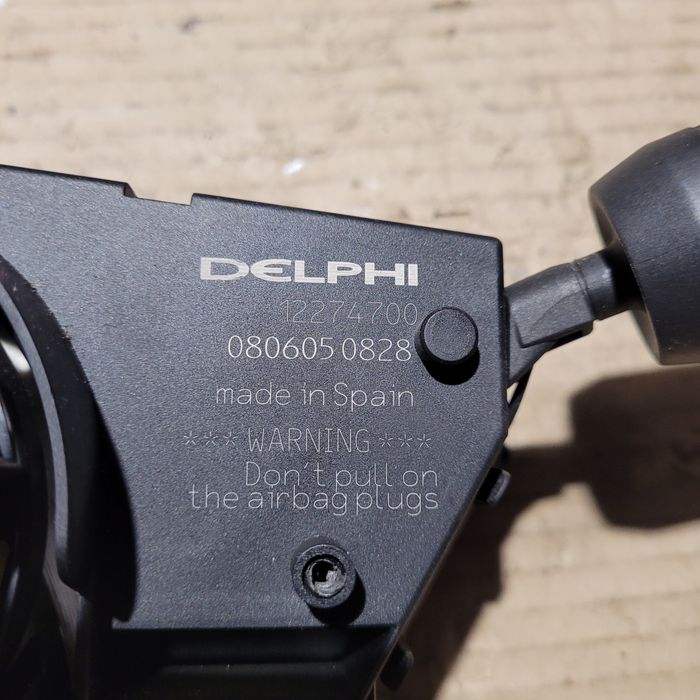 DELPHI
12274700
080605 0828
made in Spain
*** WARNING ***
Don't pull on
the airbag plugs